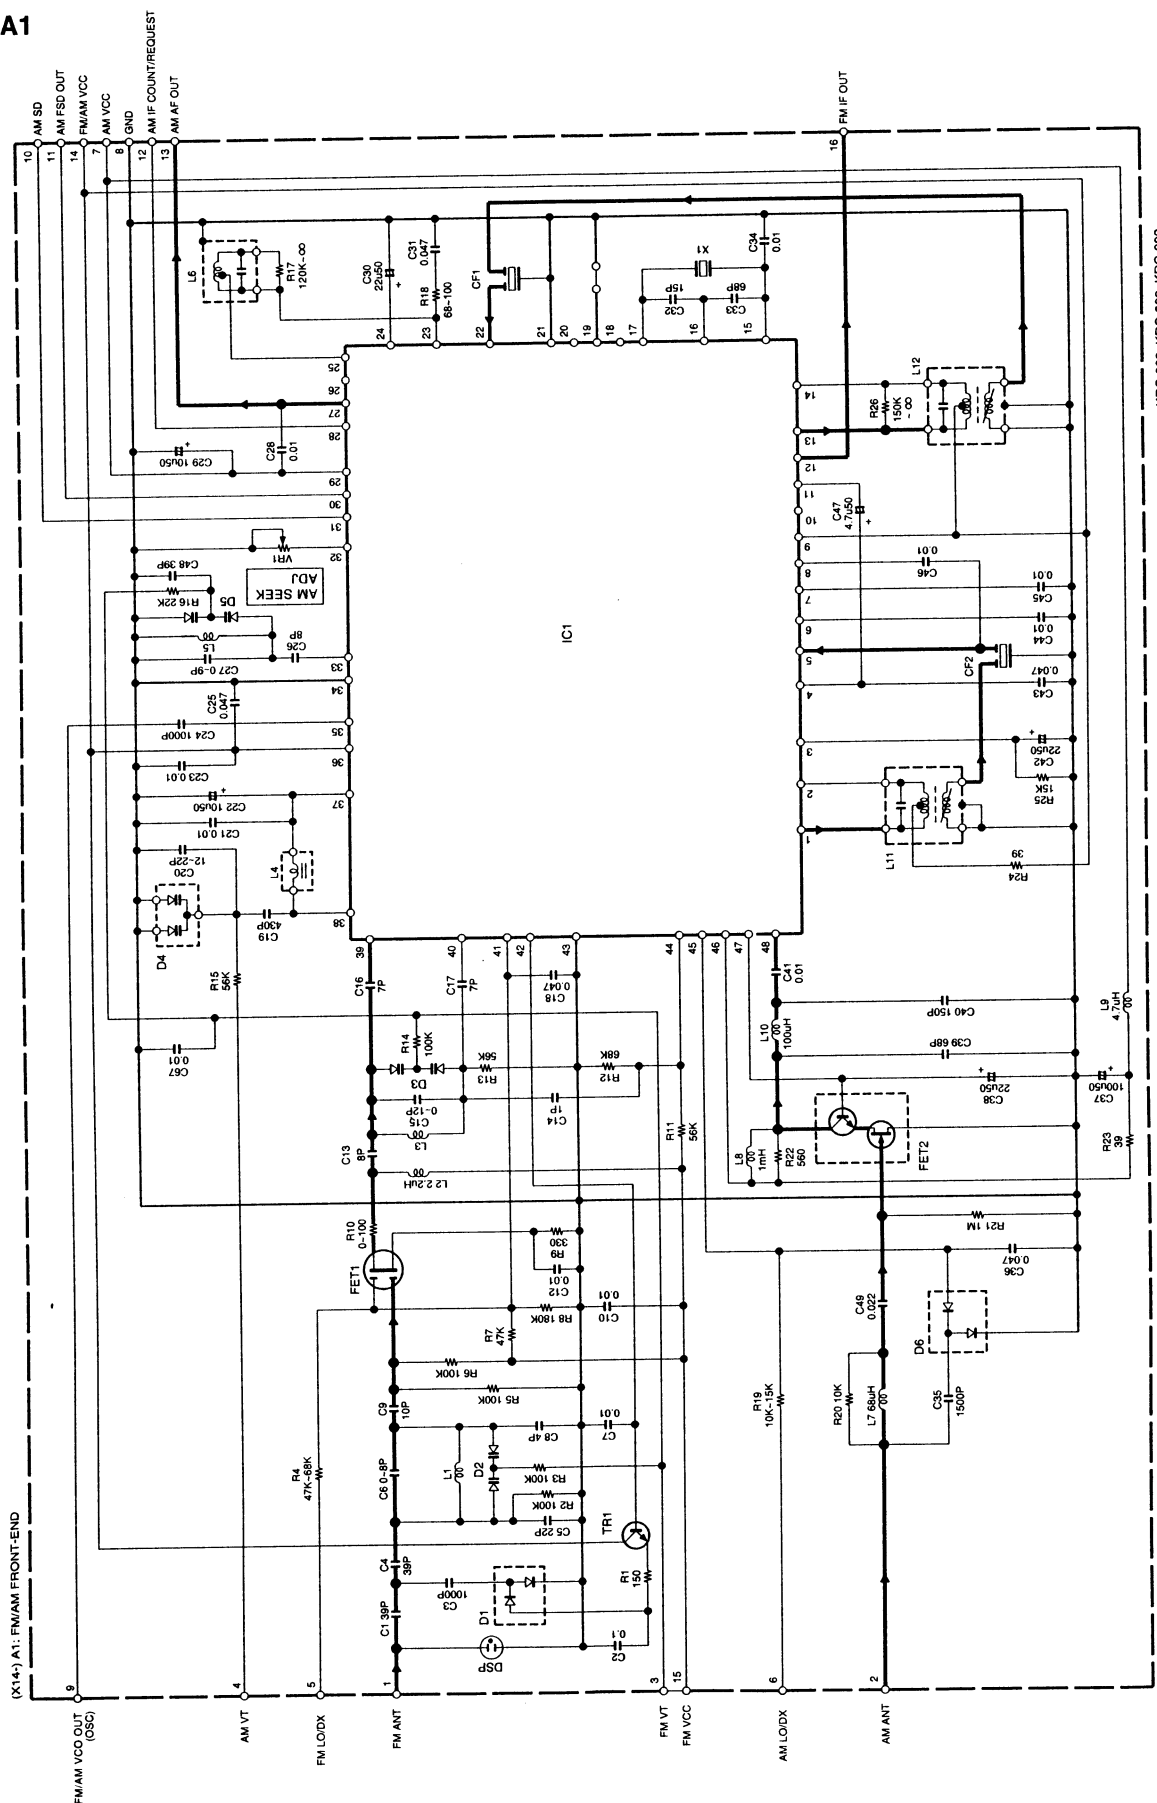 A1
(X14-) A1: FM/AM FRONT-END
10 AM SD
11 AM FSD OUT
14 FM/AM VCC
7 AM VCC
8 GND
12 AM IF COUNT/REQUEST
13 AM AF OUT
16 FM IF OUT
L6
R17
120K~∞
C30
22u50
+
C31
0.047
R18
68~100
CF1
C32
15P
X1
C33
68P
C34
0.01
24
23
22
21
20
19
18
17
16
15
25
26
27
28
29
30
31
32
33
34
35
36
37
38
C29 10u50
+
C28
0.01
VR1
AM SEEK
ADJ
C48 39P
R16 22K
D5
L5
C27 0~9P
C26
8P
C25
0.047
C24 1000P
C23 0.01
C22 10u50
+
C21 0.01
C20
12~22P
L4
D4
C19
430P
R15
56K
C67
0.01
IC1
14
13
12
11
10
9
8
7
6
5
4
3
2
1
R26
150K
~∞
L12
C47
4.7u50
+
C46
0.01
C45
0.01
C44
0.01
CF2
C43
0.047
C42
22u50
+
R25
15K
L11
R24
39
39
40
41
42
43
44
45
46
47
48
C16
7P
C17
7P
C18
0.047
C41
0.01
R14
100K
D3
R13
56K
R12
68K
C15
0~12P
C14
1P
L3
C13
8P
L2 2.2uH
R11
56K
L10
100uH
C40 150P
C39 68P
C38
22u50
+
C37
100u50
+
L9
4.7uH
L8
1mH
R22
560
FET2
R23
39
R10
0~100
FET1
R9
330
C12
0.01
R8 180K
C10
0.01
R7
47K
R6 100K
R5 100K
C9
10P
C8 4P
C7
0.01
R4
47K~68K
C6 0~8P
L1
D2
R3 100K
R2 100K
C5 22P
TR1
C4
39P
C3
1000P
D1
R1
150
C1 39P
DSP
C2
0.1
R21 1M
C36
0.047
C49
0.022
D6
R19
10K~15K
R20 10K
L7 68uH
C35
1500P
9 FM/AM VCO OUT
(OSC)
4 AM VT
5 FM LO/DX
1 FM ANT
3 FM VT
15 FM VCC
6 AM LO/DX
2 AM ANT